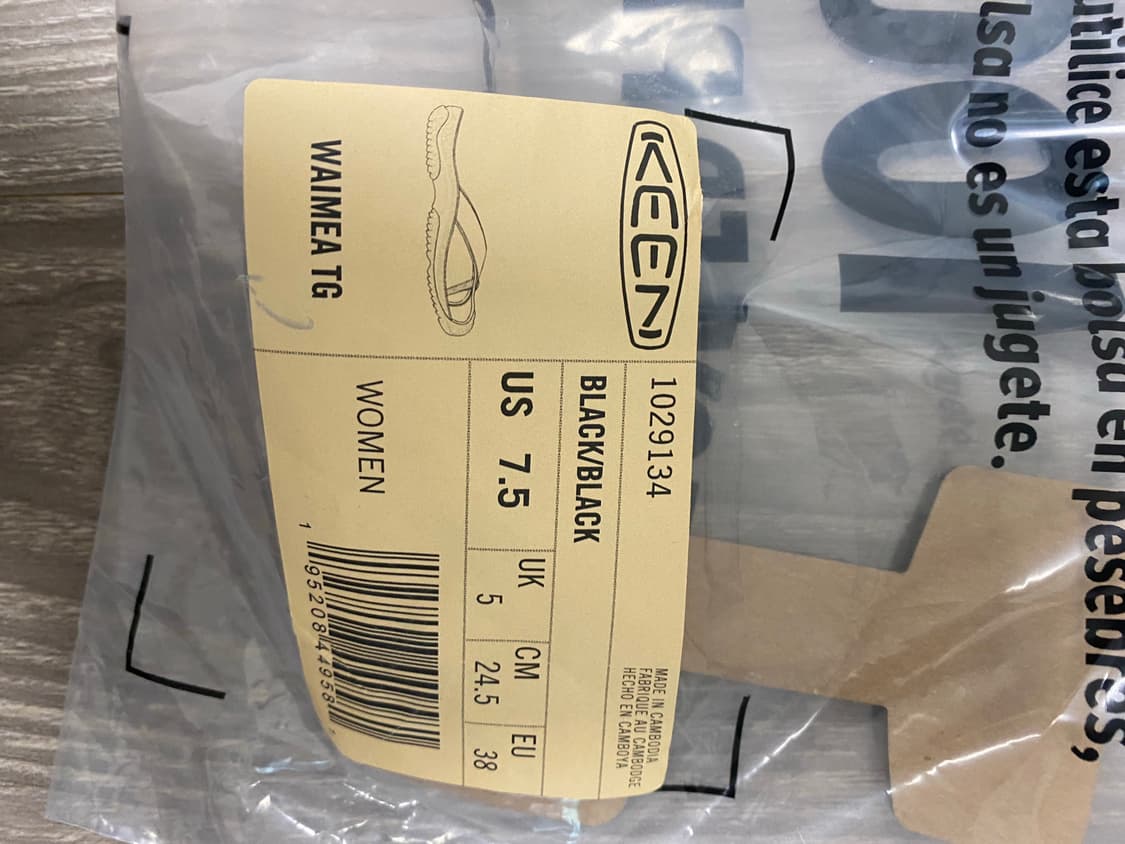 utilice esta bolsa en pesebres,
lsa no es un jugete.
KEEN
WAIMEA TG
1029134
BLACK/BLACK
US 7.5
UK
5
CM
24.5
EU
38
WOMEN
MADE IN CAMBODIA
FABRIQUE AU CAMBODGE
HECHO EN CAMBOYA